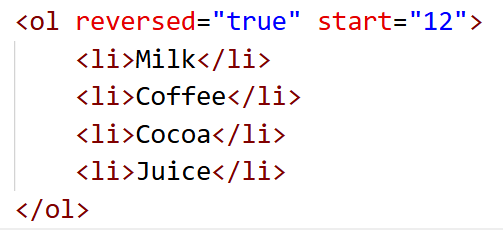 <ol reversed="true" start="12">
<li>Milk</li>
<li>Coffee</li>
<li>Cocoa</li>
<li>Juice</li>
</ol>